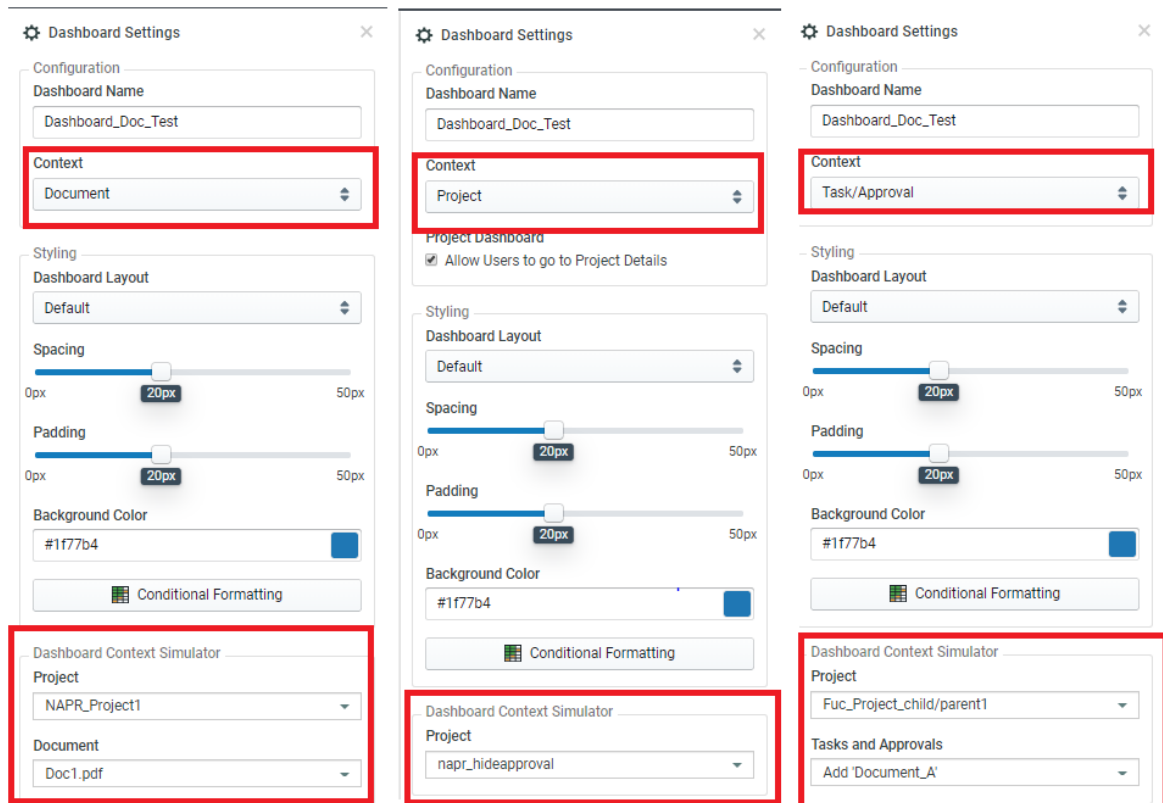 Dashboard Settings
Configuration
Dashboard Name
Dashboard_Doc_Test
Context
Document
Styling
Dashboard Layout
Default
Spacing
0px 20px 50px
Padding
0px 20px 50px
Background Color
#1f77b4
Conditional Formatting
Dashboard Context Simulator
Project
NAPR_Project1
Document
Doc1.pdf
Dashboard Settings
Configuration
Dashboard Name
Dashboard_Doc_Test
Context
Project
Project Dashboard
Allow Users to go to Project Details
Styling
Dashboard Layout
Default
Spacing
0px 20px 50px
Padding
0px 20px 50px
Background Color
#1f77b4
Conditional Formatting
Dashboard Context Simulator
Project
napr_hideapproval
Dashboard Settings
Configuration
Dashboard Name
Dashboard_Doc_Test
Context
Task/Approval
Styling
Dashboard Layout
Default
Spacing
0px 20px 50px
Padding
0px 20px 50px
Background Color
#1f77b4
Conditional Formatting
Dashboard Context Simulator
Project
Fuc_Project_child/parent1
Tasks and Approvals
Add 'Document_A'